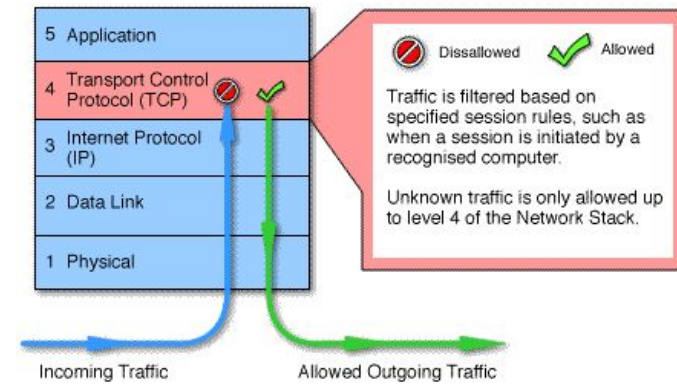 5 Application
4 Transport Control
Protocol (TCP)
3 Internet Protocol
(IP)
2 Data Link
1 Physical
Incoming Traffic
Allowed Outgoing Traffic
Disallowed
Allowed
Traffic is filtered based on
specified session rules, such as
when a session is initiated by a
recognised computer.
Unknown traffic is only allowed up
to level 4 of the Network Stack.